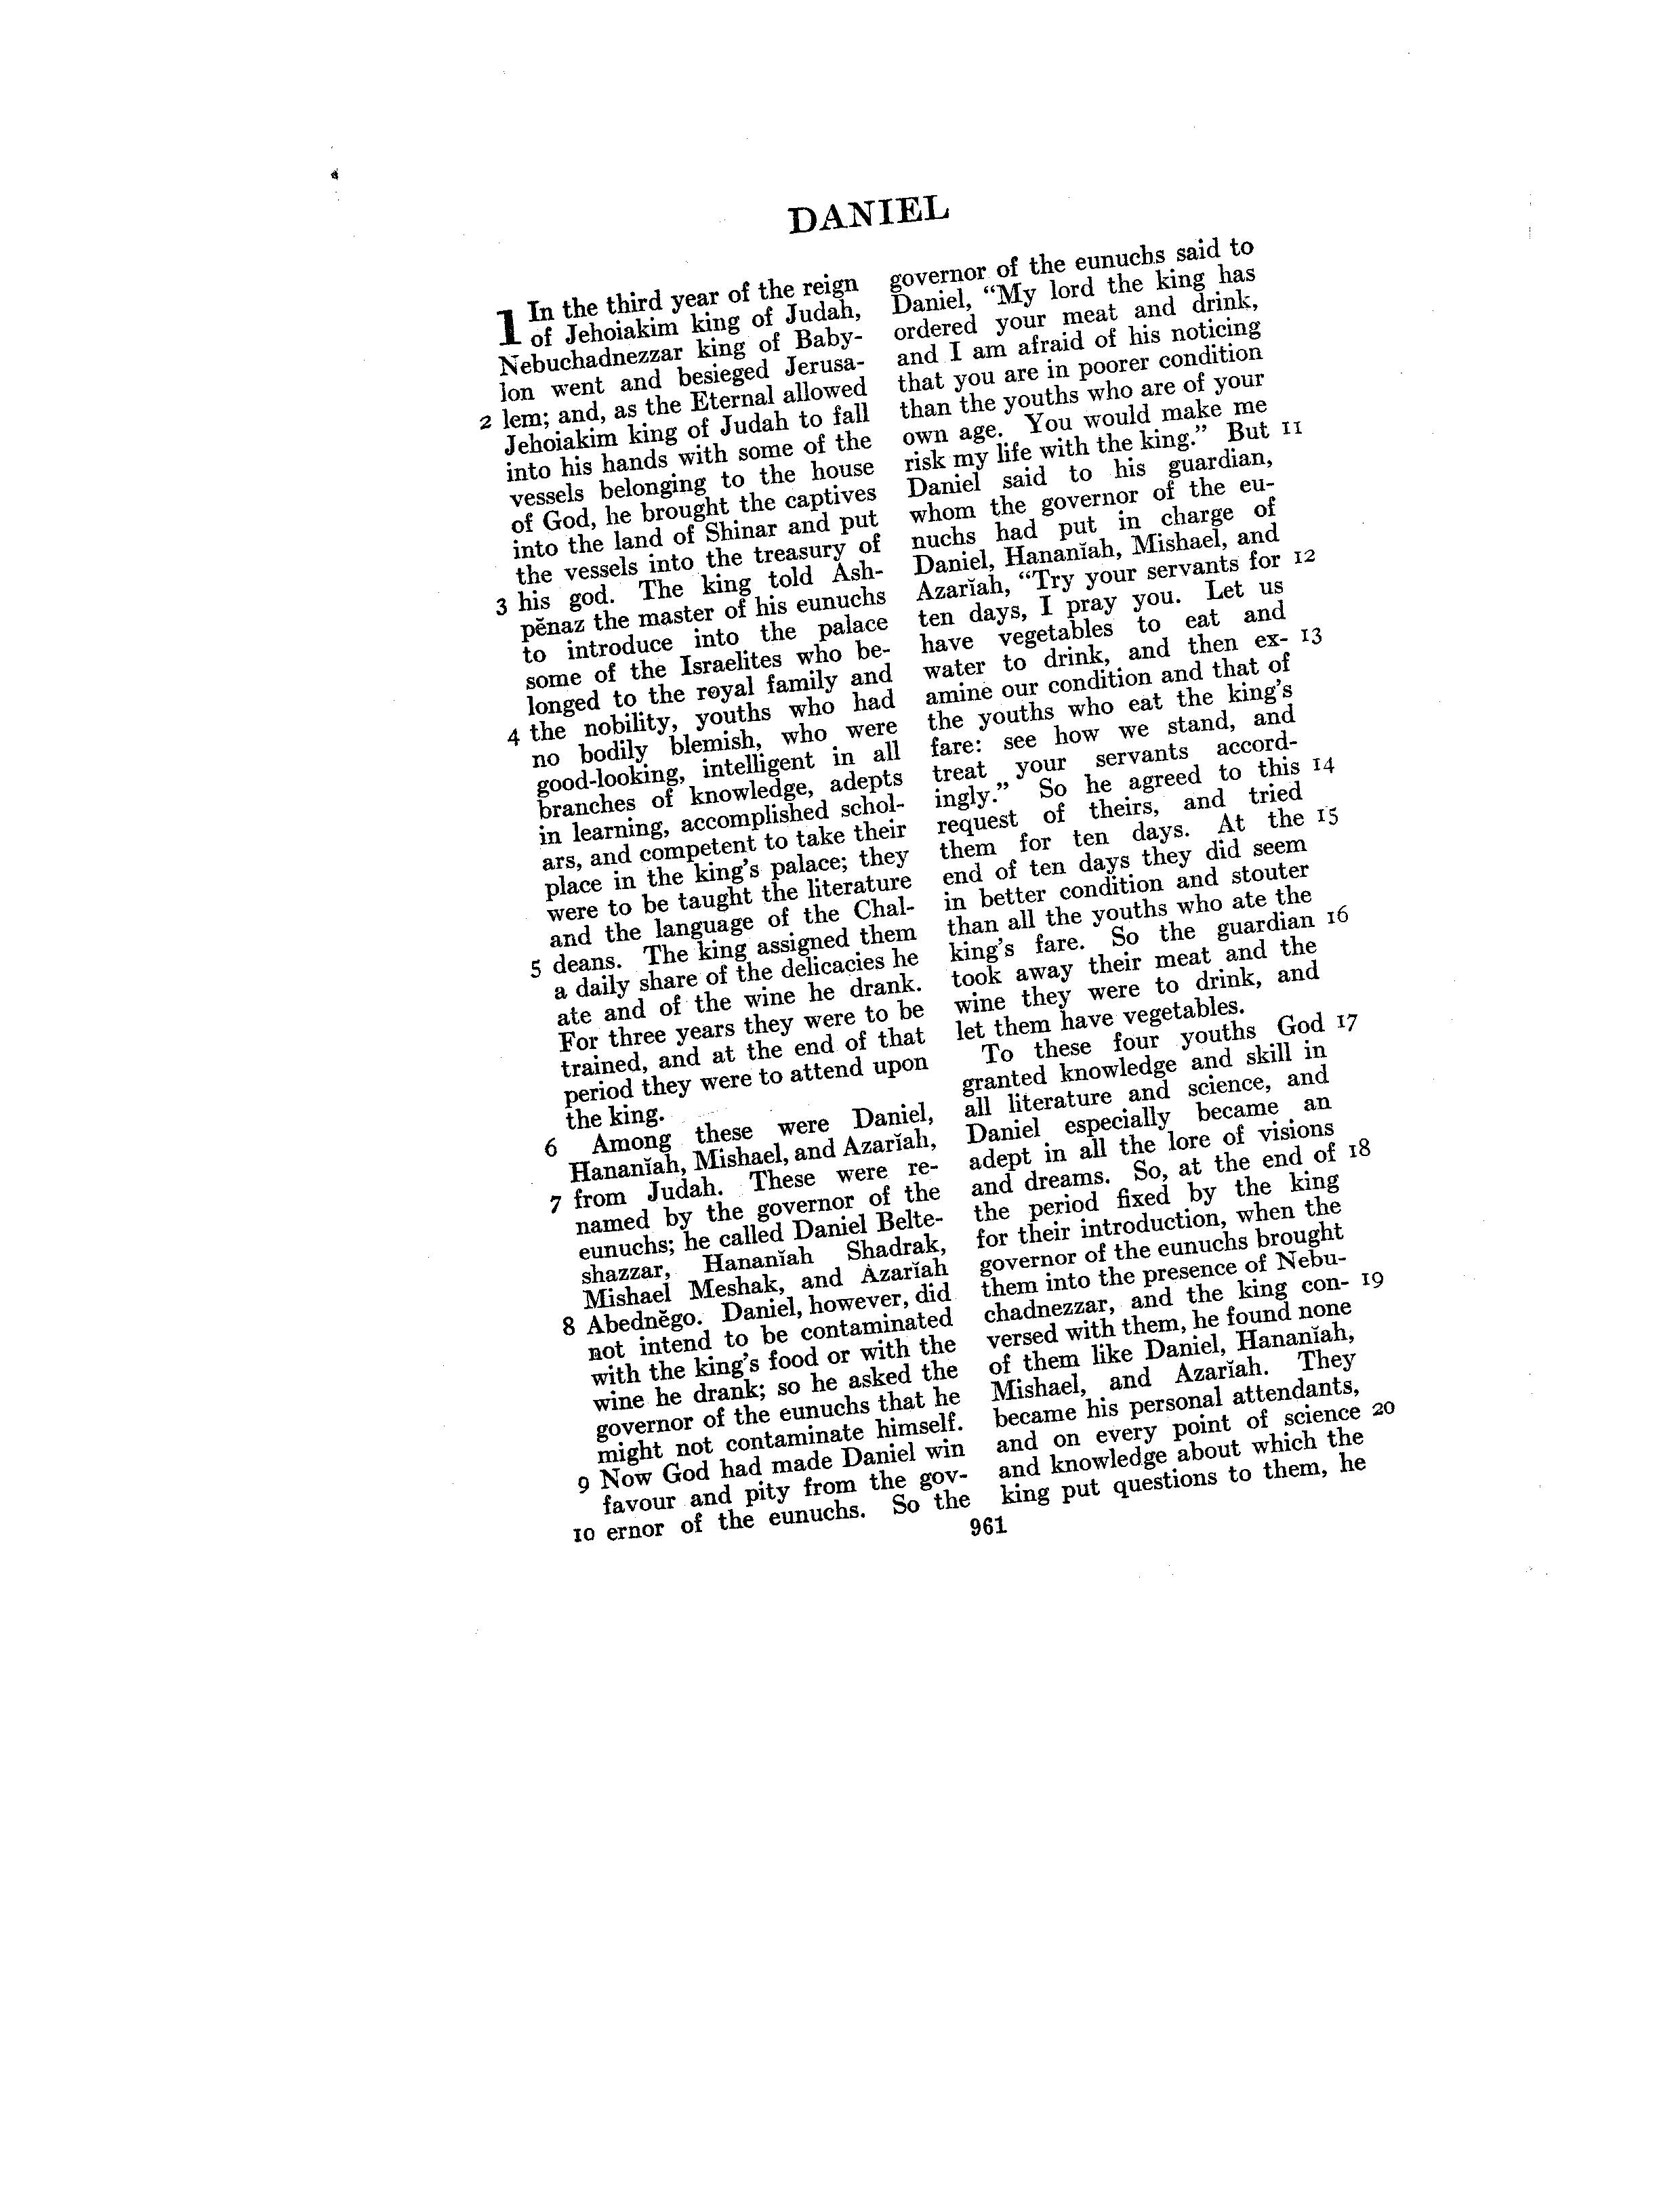 DANIEL
1 In the third year of the reign
of Jehoiakim king of Judah,
Nebuchadnezzar king of Baby-
lon went and besieged Jerusa-
2 lem; and, as the Eternal allowed
Jehoiakim king of Judah to fall
into his hands with some of the
vessels belonging to the house
of God, he brought the captives
into the land of Shinar and put
the vessels into the treasury of
3 his god. The king told Ash-
pĕnaz the master of his eunuchs
to introduce into the palace
some of the Israelites who be-
longed to the royal family and
4 the nobility, youths who had
no bodily blemish, who were
good-looking, intelligent in all
branches of knowledge, adepts
in learning, accomplished schol-
ars, and competent to take their
place in the king's palace; they
were to be taught the literature
and the language of the Chal-
5 deans. The king assigned them
a daily share of the delicacies he
ate and of the wine he drank.
For three years they were to be
trained, and at the end of that
period they were to attend upon
the king.
6 Among these were Daniel,
Hananĭah, Mishael, and Azarĭah,
7 from Judah. These were re-
named by the governor of the
eunuchs; he called Daniel Belte-
shazzar, Hananĭah Shadrak,
Mishael Meshak, and Azarĭah
8 Abednĕgo. Daniel, however, did
not intend to be contaminated
with the king's food or with the
wine he drank; so he asked the
governor of the eunuchs that he
might not contaminate himself.
9 Now God had made Daniel win
favour and pity from the gov-
10 ernor of the eunuchs. So the
governor of the eunuchs said to
Daniel, "My lord the king has
ordered your meat and drink,
and I am afraid of his noticing
that you are in poorer condition
than the youths who are of your
own age. You would make me
risk my life with the king." But 11
Daniel said to his guardian,
whom the governor of the eu-
nuchs had put in charge of
Daniel, Hananĭah, Mishael, and
Azarĭah, "Try your servants for 12
ten days, I pray you. Let us
have vegetables to eat and
water to drink, and then ex- 13
amine our condition and that of
the youths who eat the king's
fare: see how we stand, and
treat your servants accord-
ingly." So he agreed to this 14
request of theirs, and tried
them for ten days. At the 15
end of ten days they did seem
in better condition and stouter
than all the youths who ate the
king's fare. So the guardian 16
took away their meat and the
wine they were to drink, and
let them have vegetables.
To these four youths God 17
granted knowledge and skill in
all literature and science, and
Daniel especially became an
adept in all the lore of visions
and dreams. So, at the end of 18
the period fixed by the king
for their introduction, when the
governor of the eunuchs brought
them into the presence of Nebu-
chadnezzar, and the king con- 19
versed with them, he found none
of them like Daniel, Hananĭah,
Mishael, and Azarĭah. They
became his personal attendants,
and on every point of science 20
and knowledge about which the
king put questions to them, he
961